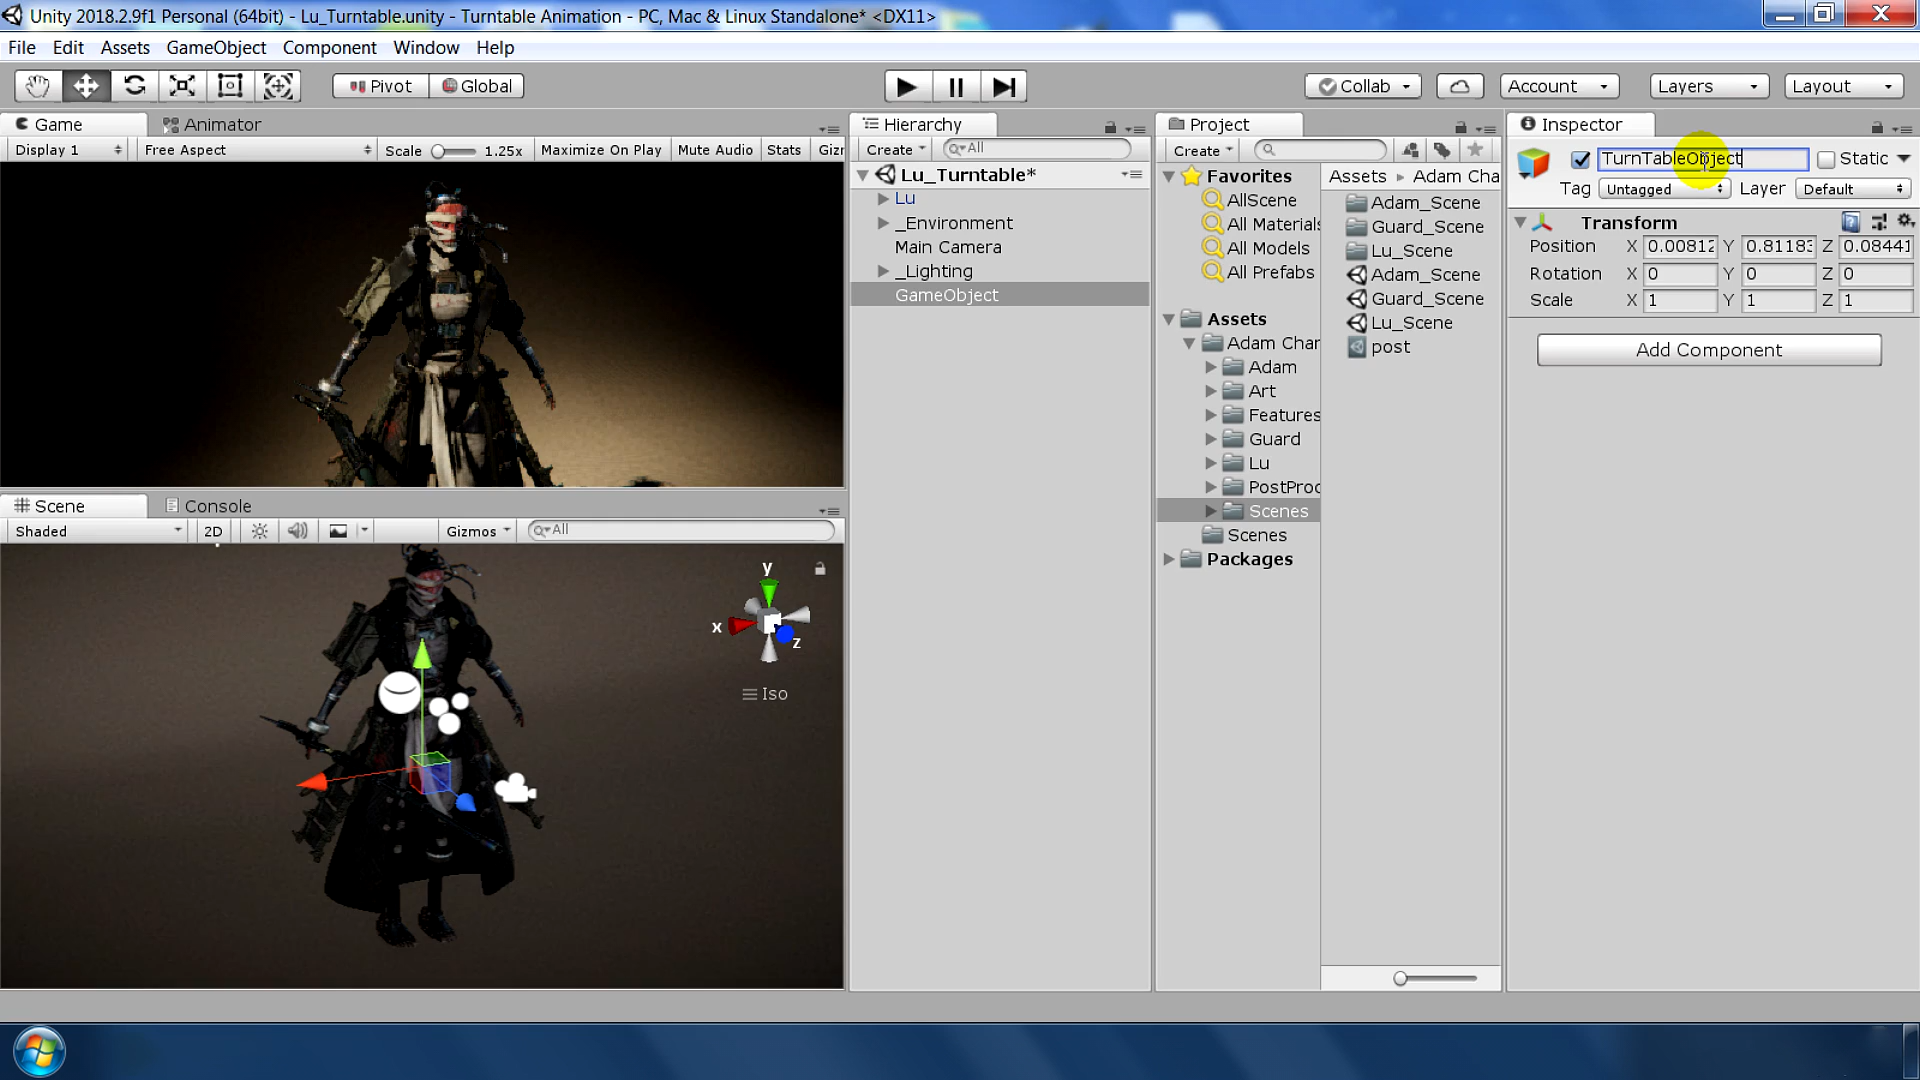 Unity 2018.2.9f1 Personal (64bit) - Lu_Turntable.unity - Turntable Animation - PC, Mac & Linux Standalone* <DX11>
File Edit Assets GameObject Component Window Help
Pivot Global Collab Account Layers Layout
Game Animator
Display 1 Free Aspect Scale 1.25x Maximize On Play Mute Audio Stats Giz
Scene Console
Shaded 2D Gizmos All
y
x
z
Iso
Hierarchy
Create All
Lu_Turntable*
Lu
_Environment
Main Camera
_Lighting
GameObject
Project
Create
Favorites
AllScene
All Materials
All Models
All Prefabs
Assets
Adam Char
Adam
Art
Features
Guard
Lu
PostProc
Scenes
Scenes
Packages
Assets Adam Cha
Adam_Scene
Guard_Scene
Lu_Scene
Adam_Scene
Guard_Scene
Lu_Scene
post
Inspector
TurnTableObject Static
Tag Untagged Layer Default
Transform
Position X 0.00812 Y 0.81183 Z 0.08441
Rotation X 0 Y 0 Z 0
Scale X 1 Y 1 Z 1
Add Component